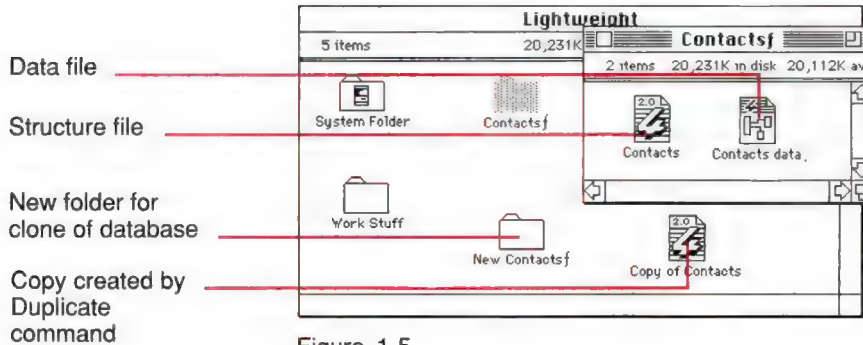 Data file
Structure file
New folder for
clone of database
Copy created by
Duplicate
command
Lightweight
5 items 20,231K
Contactsƒ
2 items 20,231K in disk 20,112K av
System Folder
Contactsƒ
2.0
Contacts
Contacts data
Work Stuff
New Contactsƒ
2.0
Copy of Contacts
Figure 1-5